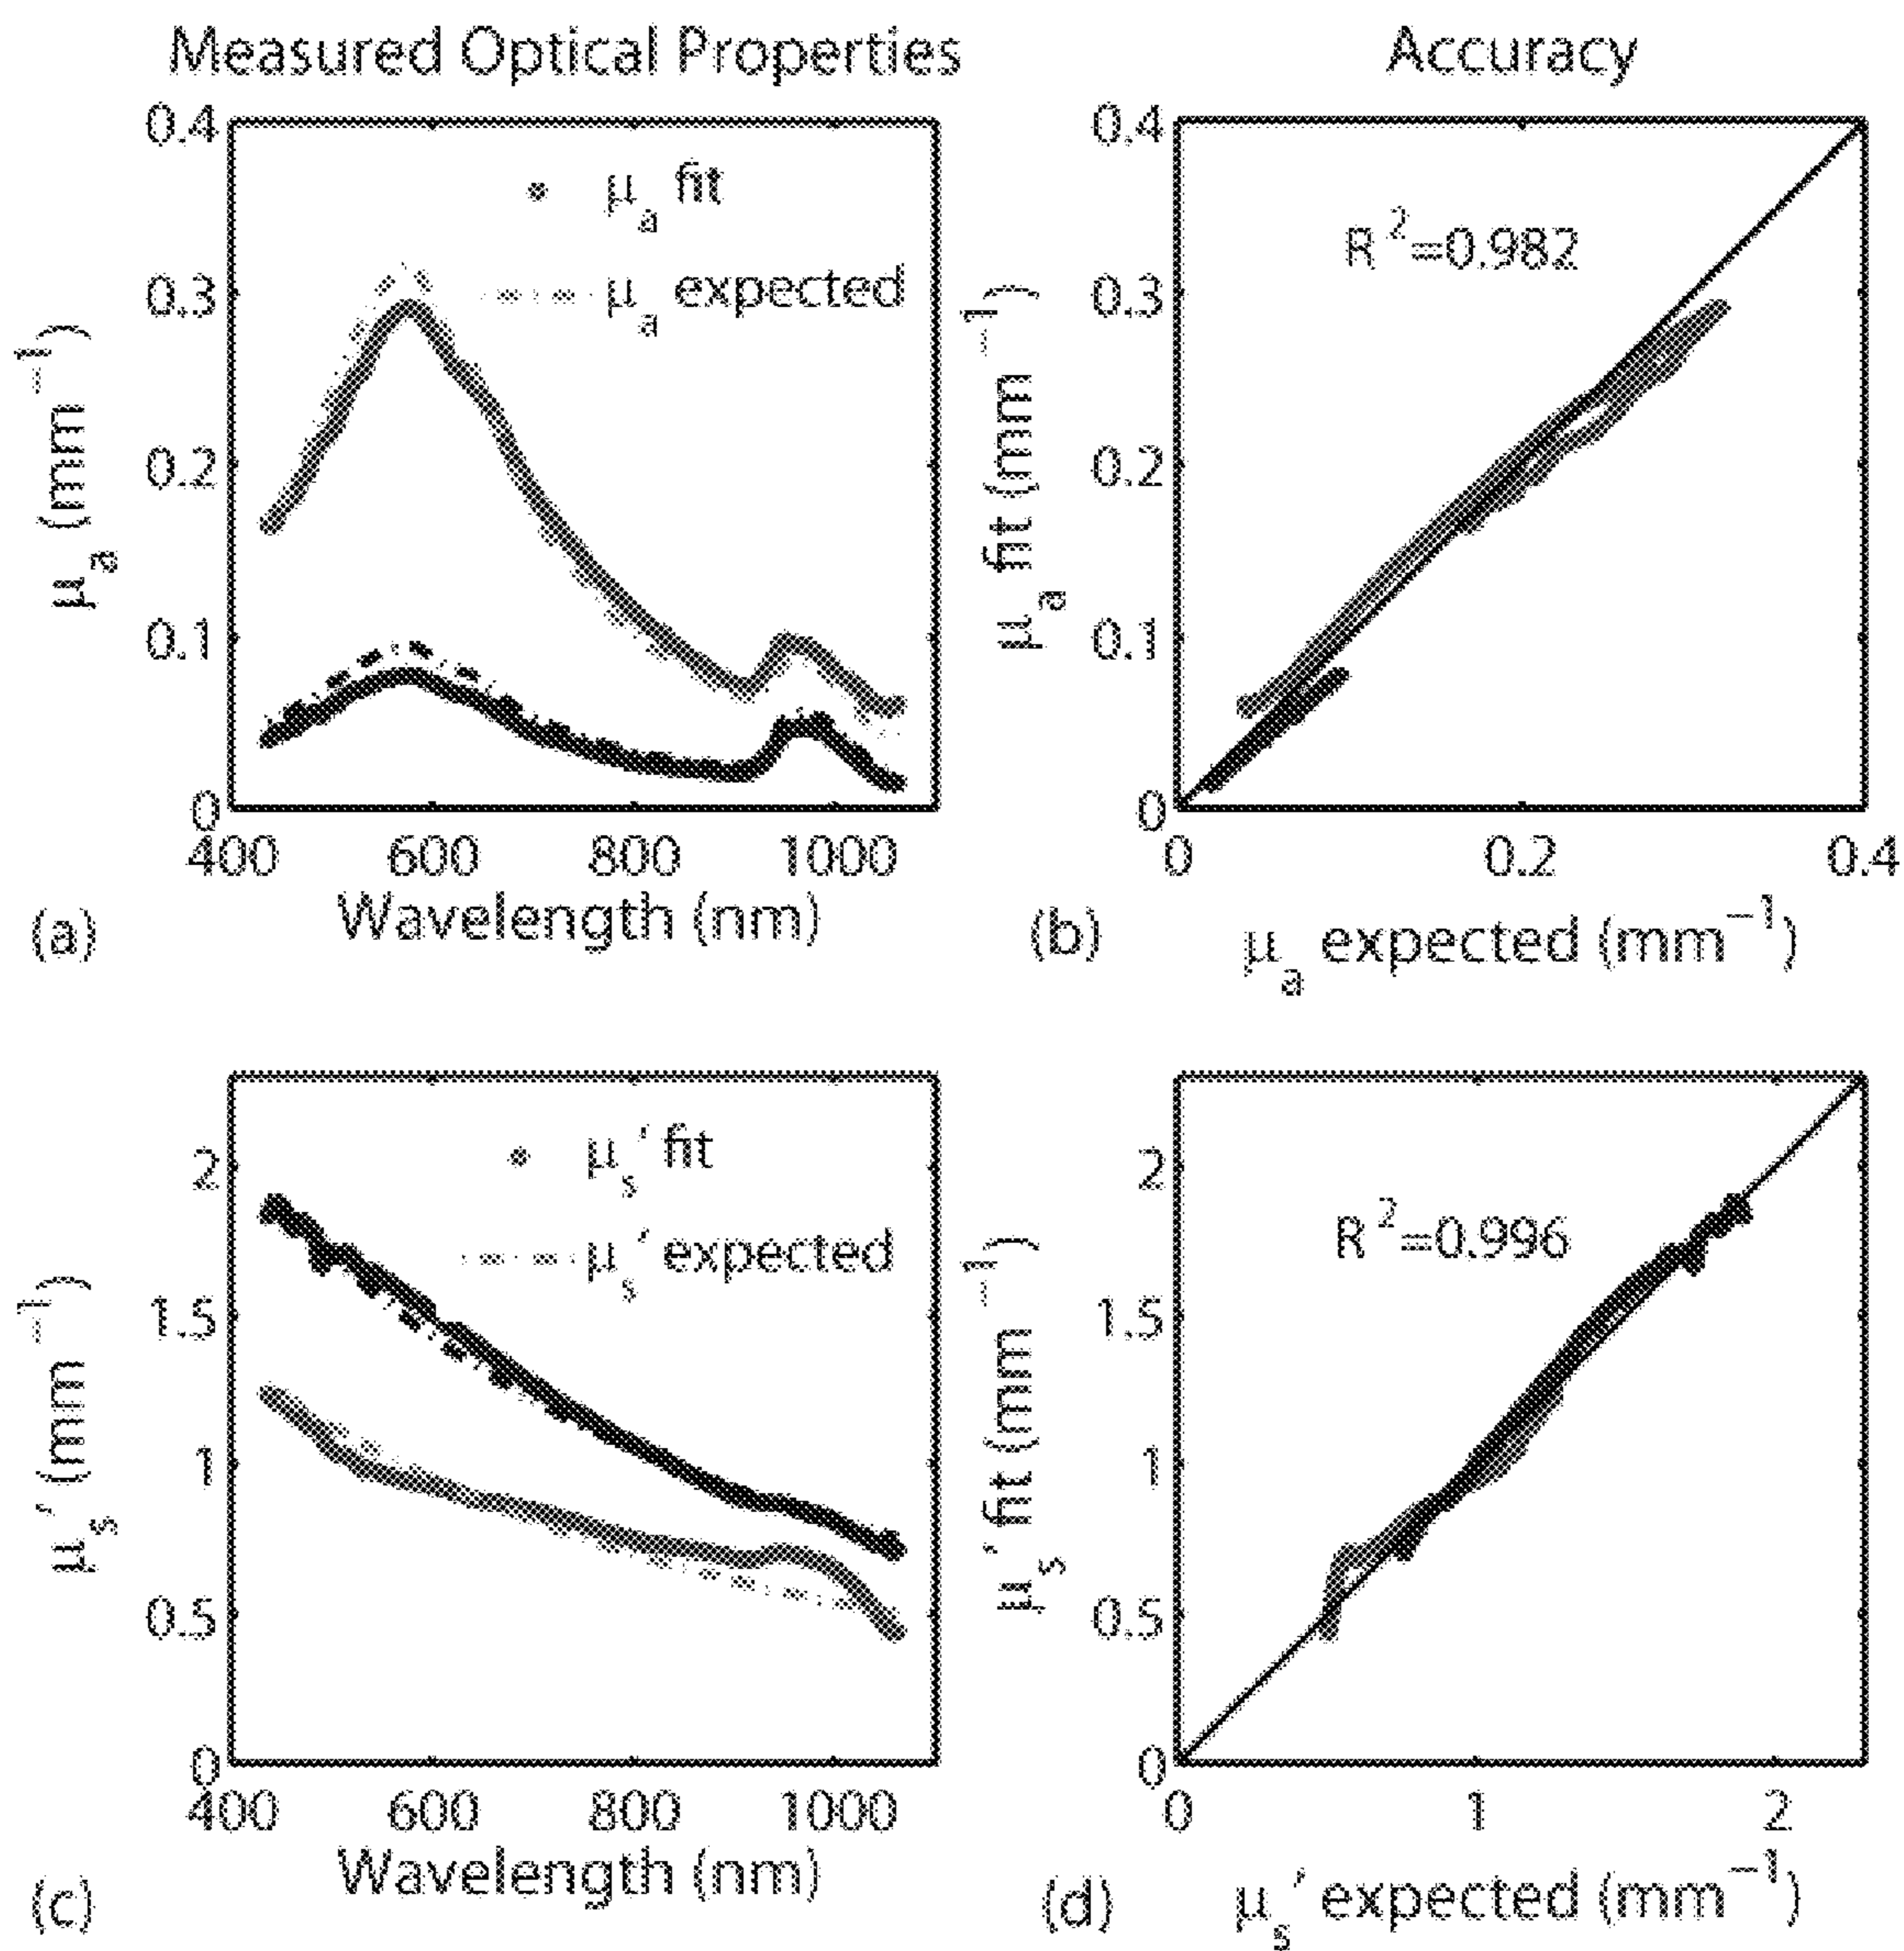 Measured Optical Properties
Accuracy
0.4
0.3
0.2
0.1
0
μa (mm−1)
μa fit
μa expected
400 600 800 1000
Wavelength (nm)
(a)
0.4
0.3
0.2
0.1
0
μa fit (mm−1)
R2=0.982
0 0.2 0.4
μa expected (mm−1)
(b)
2
1.5
1
0.5
0
μs′ (mm−1)
μs′ fit
μs′ expected
400 600 800 1000
Wavelength (nm)
(c)
2
1.5
1
0.5
0
μs′ fit (mm−1)
R2=0.996
0 1 2
μs′ expected (mm−1)
(d)